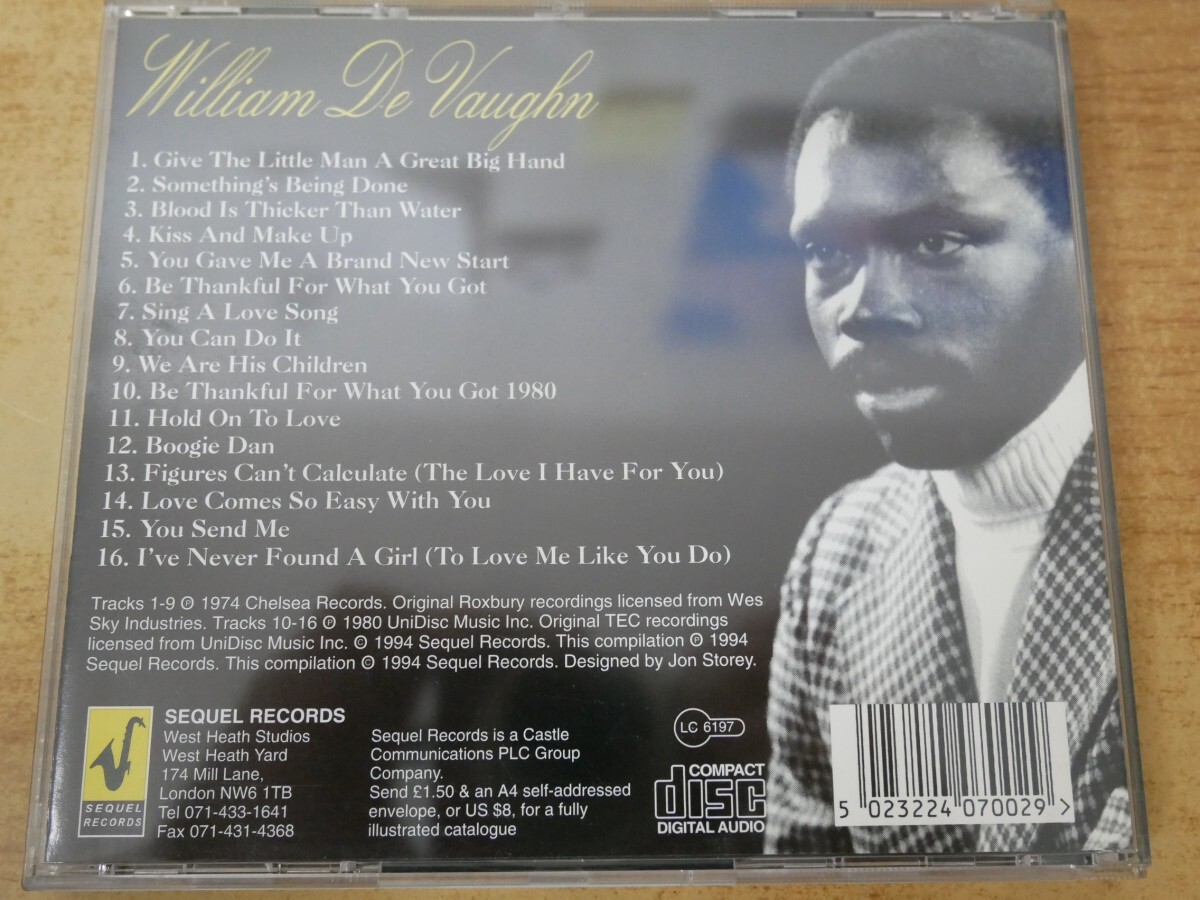 William De Vaughn
1. Give The Little Man A Great Big Hand
2. Something's Being Done
3. Blood Is Thicker Than Water
4. Kiss And Make Up
5. You Gave Me A Brand New Start
6. Be Thankful For What You Got
7. Sing A Love Song
8. You Can Do It
9. We Are His Children
10. Be Thankful For What You Got 1980
11. Hold On To Love
12. Boogie Dan
13. Figures Can't Calculate (The Love I Have For You)
14. Love Comes So Easy With You
15. You Send Me
16. I've Never Found A Girl (To Love Me Like You Do)
Tracks 1-9 ℗ 1974 Chelsea Records. Original Roxbury recordings licensed from Wes
Sky Industries. Tracks 10-16 ℗ 1980 UniDisc Music Inc. Original TEC recordings
licensed from UniDisc Music Inc. © 1994 Sequel Records. This compilation ℗ 1994
Sequel Records. This compilation © 1994 Sequel Records. Designed by Jon Storey.
SEQUEL
RECORDS
SEQUEL RECORDS
West Heath Studios
West Heath Yard
174 Mill Lane,
London NW6 1TB
Tel 071-433-1641
Fax 071-431-4368
Sequel Records is a Castle
Communications PLC Group
Company.
Send £1.50 & an A4 self-addressed
envelope, or US $8, for a fully
illustrated catalogue
LC 6197
COMPACT
disc
DIGITAL AUDIO
5 023224 070029 >